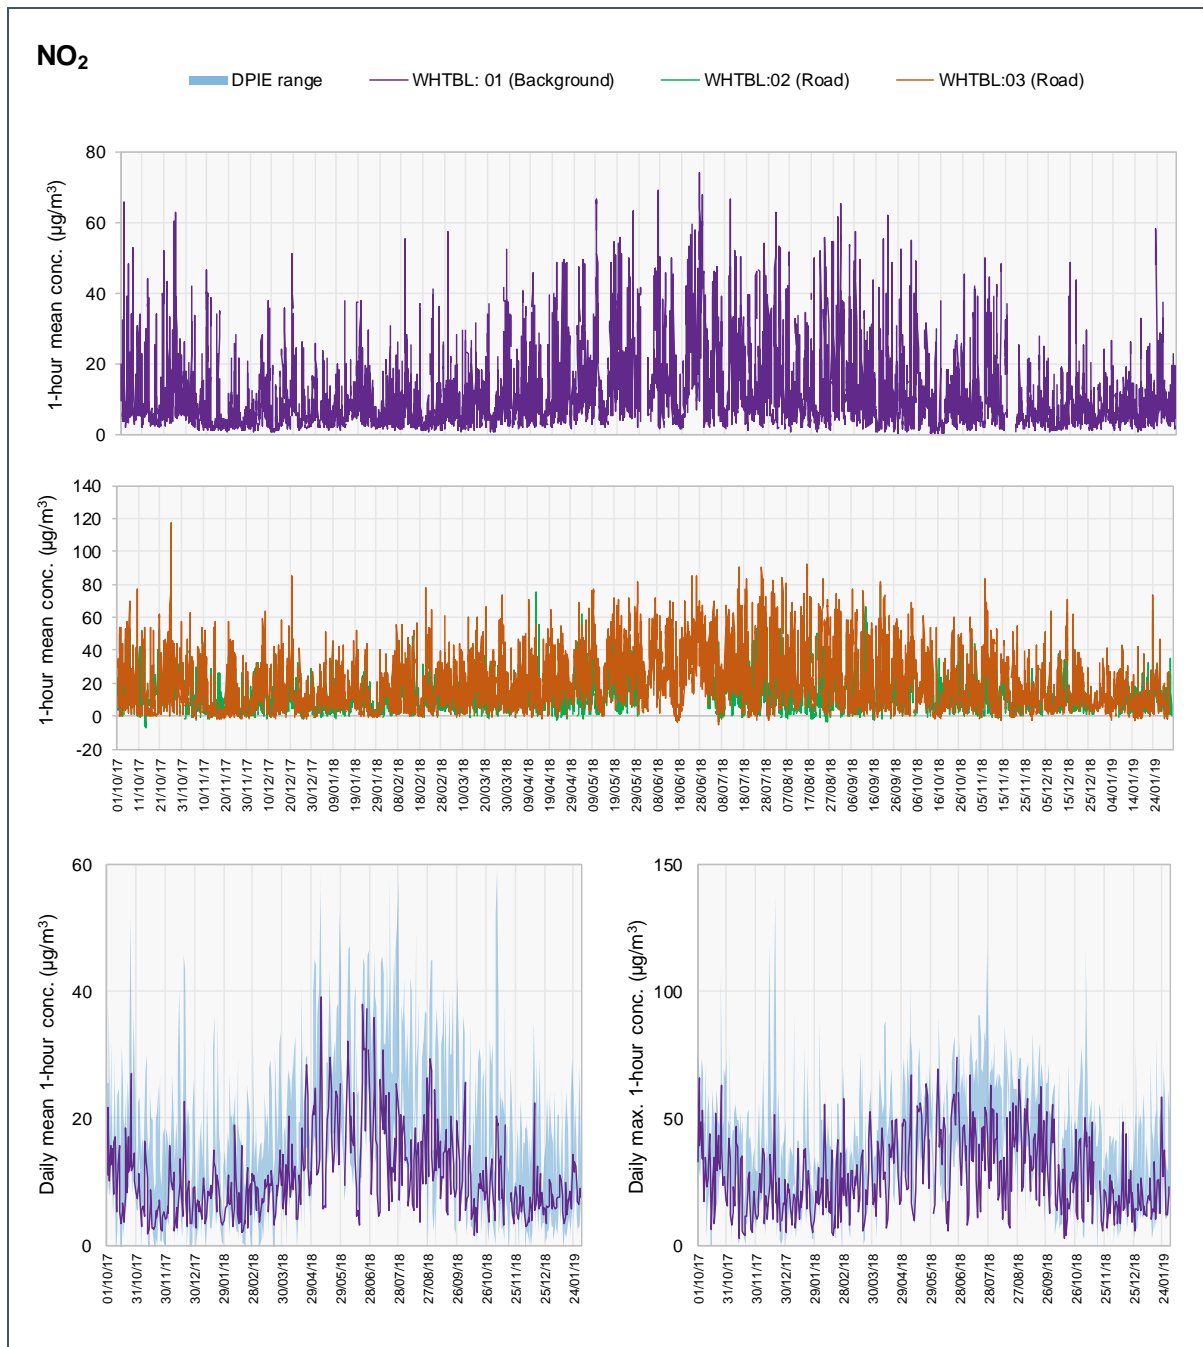 NO₂
DPIE range WHTBL: 01 (Background) WHTBL:02 (Road) WHTBL:03 (Road)
1-hour mean conc. (µg/m³)
80
60
40
20
0
1-hour mean conc. (µg/m³)
140
120
100
80
60
40
20
0
-20
01/10/17 11/10/17 21/10/17 31/10/17 10/11/17 20/11/17 30/11/17 10/12/17 20/12/17 30/12/17 09/01/18 19/01/18 29/01/18 08/02/18 18/02/18 28/02/18 10/03/18 20/03/18 30/03/18 09/04/18 19/04/18 29/04/18 09/05/18 19/05/18 29/05/18 08/06/18 18/06/18 28/06/18 08/07/18 18/07/18 28/07/18 07/08/18 17/08/18 27/08/18 06/09/18 16/09/18 26/09/18 06/10/18 16/10/18 26/10/18 05/11/18 15/11/18 25/11/18 05/12/18 15/12/18 25/12/18 04/01/19 14/01/19 24/01/19
Daily mean 1-hour conc. (µg/m³)
60
40
20
0
01/10/17 31/10/17 30/11/17 30/12/17 29/01/18 28/02/18 30/03/18 29/04/18 29/05/18 28/06/18 28/07/18 27/08/18 26/09/18 26/10/18 25/11/18 25/12/18 24/01/19
Daily max. 1-hour conc. (µg/m³)
150
100
50
0
01/10/17 31/10/17 30/11/17 30/12/17 29/01/18 28/02/18 30/03/18 29/04/18 29/05/18 28/06/18 28/07/18 27/08/18 26/09/18 26/10/18 25/11/18 25/12/18 24/01/19